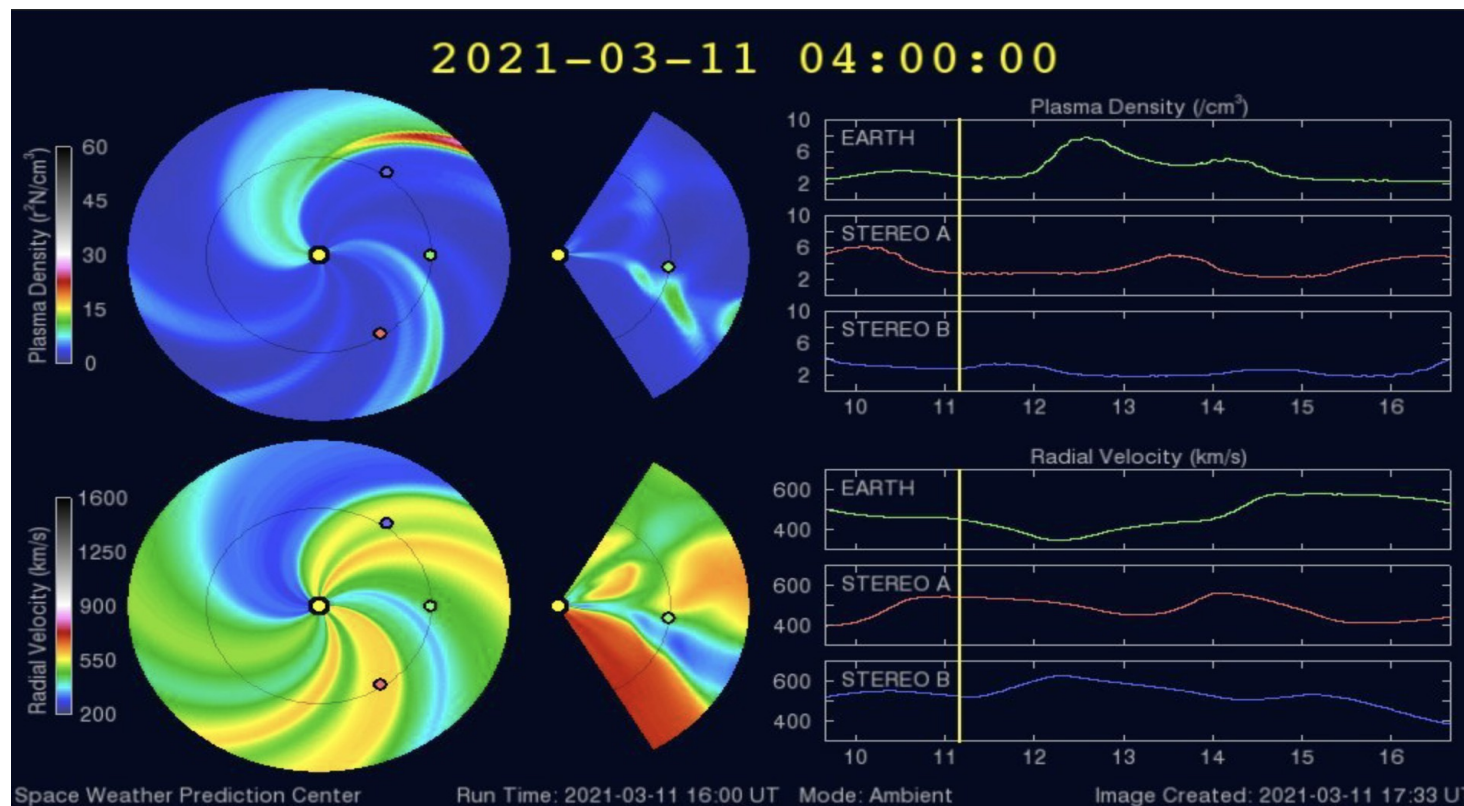 2021-03-11 04:00:00
Plasma Density (r²N/cm³)
60
45
30
15
0
Plasma Density (/cm³)
10
6
2
EARTH
10
6
2
STEREO A
10
6
2
STEREO B
10 11 12 13 14 15 16
Radial Velocity (km/s)
1600
1250
900
550
200
Radial Velocity (km/s)
600
400
EARTH
600
400
STEREO A
600
400
STEREO B
10 11 12 13 14 15 16
Space Weather Prediction Center Run Time: 2021-03-11 16:00 UT Mode: Ambient Image Created: 2021-03-11 17:33 U